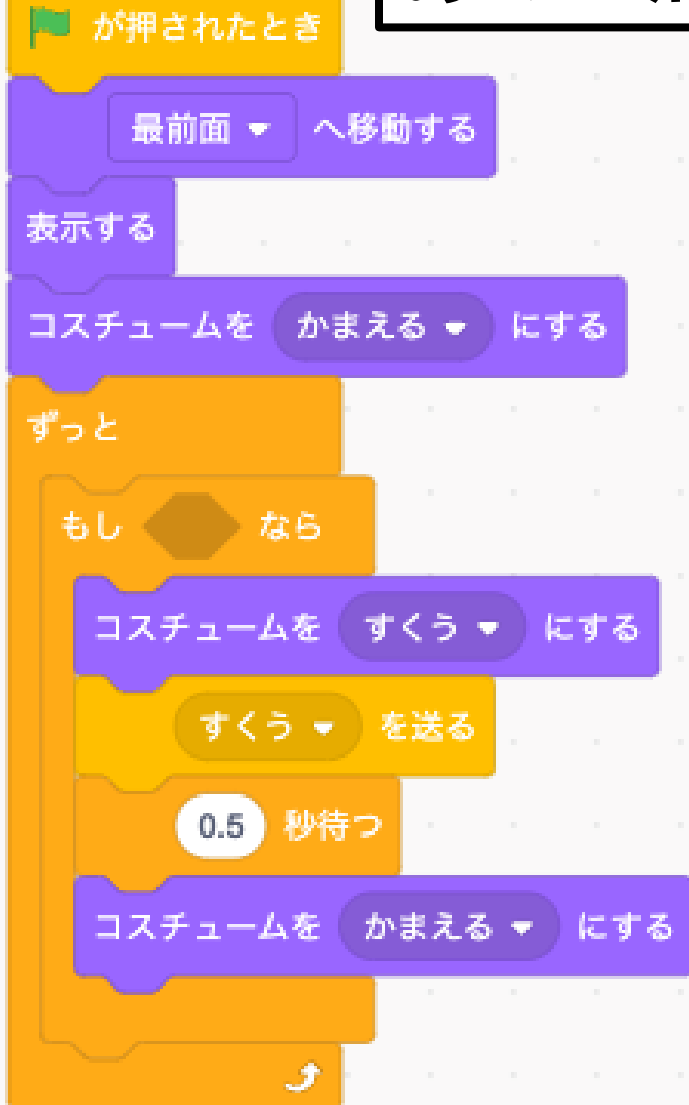 が押されたとき
最前面 へ移動する
表示する
コスチュームを かまえる にする
ずっと
もし なら
コスチュームを すくう にする
すくう を送る
0.5 秒待つ
コスチュームを かまえる にする